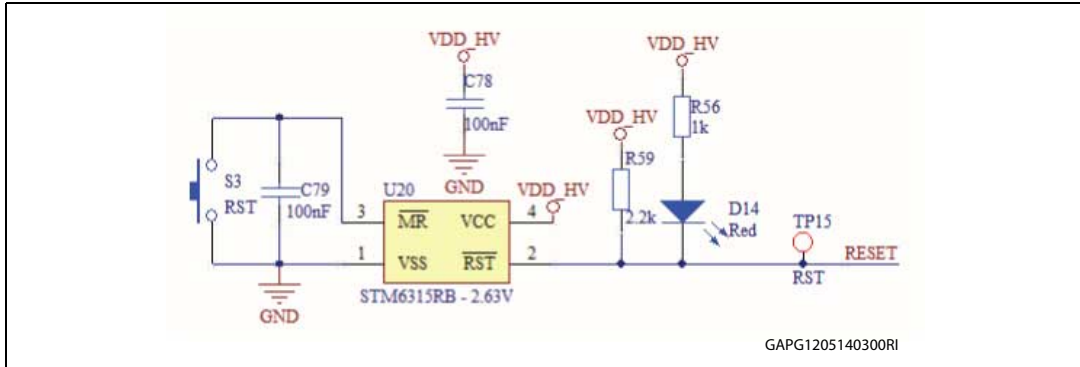 VDD_HV
C78
100nF
GND
VDD_HV
R56
1k
VDD_HV
R59
2.2k
D14
Red
S3
RST
C79
100nF
GND
U20
3
MR
VCC
4
VDD_HV
1
VSS
RST
2
STM6315RB - 2.63V
TP15
RST
RESET
GAPG1205140300RI